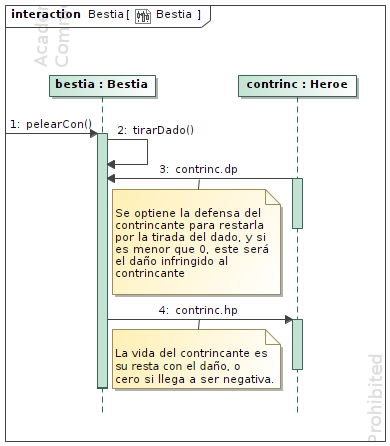 interaction Bestia[ Bestia ]
Academ
Comm
bestia : Bestia
contrinc : Heroe
1: pelearCon()
2: tirarDado()
3: contrinc.dp
Se optiene la defensa del
contrincante para restarla
por la tirada del dado, y si
es menor que 0, este será
el daño infringido al
contrincante
4: contrinc.hp
La vida del contrincante es
su resta con el daño, o
cero si llega a ser negativa.
Prohibited